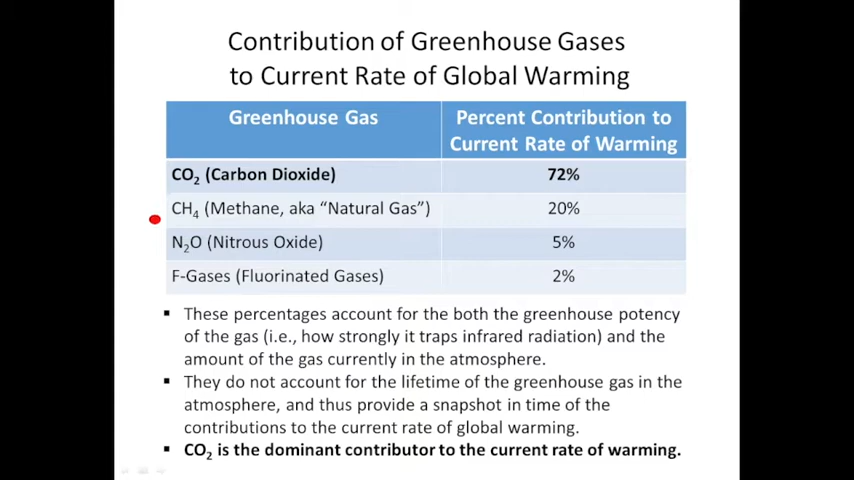 Contribution of Greenhouse Gases
to Current Rate of Global Warming
Greenhouse Gas
Percent Contribution to
Current Rate of Warming
CO₂ (Carbon Dioxide) 72%
CH₄ (Methane, aka “Natural Gas”) 20%
N₂O (Nitrous Oxide) 5%
F-Gases (Fluorinated Gases) 2%
▪ These percentages account for the both the greenhouse potency
of the gas (i.e., how strongly it traps infrared radiation) and the
amount of the gas currently in the atmosphere.
▪ They do not account for the lifetime of the greenhouse gas in the
atmosphere, and thus provide a snapshot in time of the
contributions to the current rate of global warming.
▪ CO₂ is the dominant contributor to the current rate of warming.